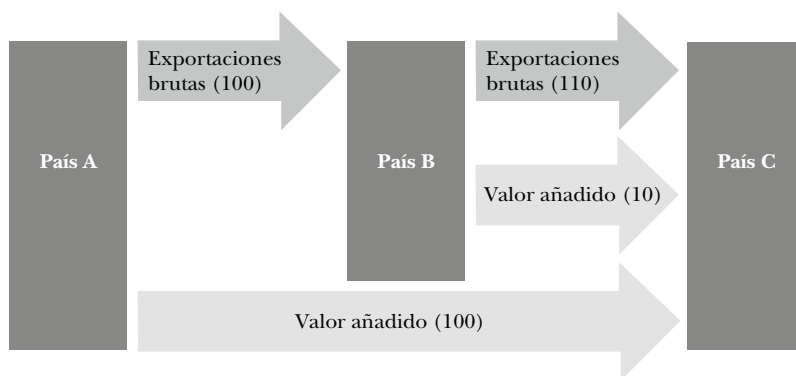 Exportaciones
brutas (100)
Exportaciones
brutas (110)
País A
País B
País C
Valor añadido (10)
Valor añadido (100)